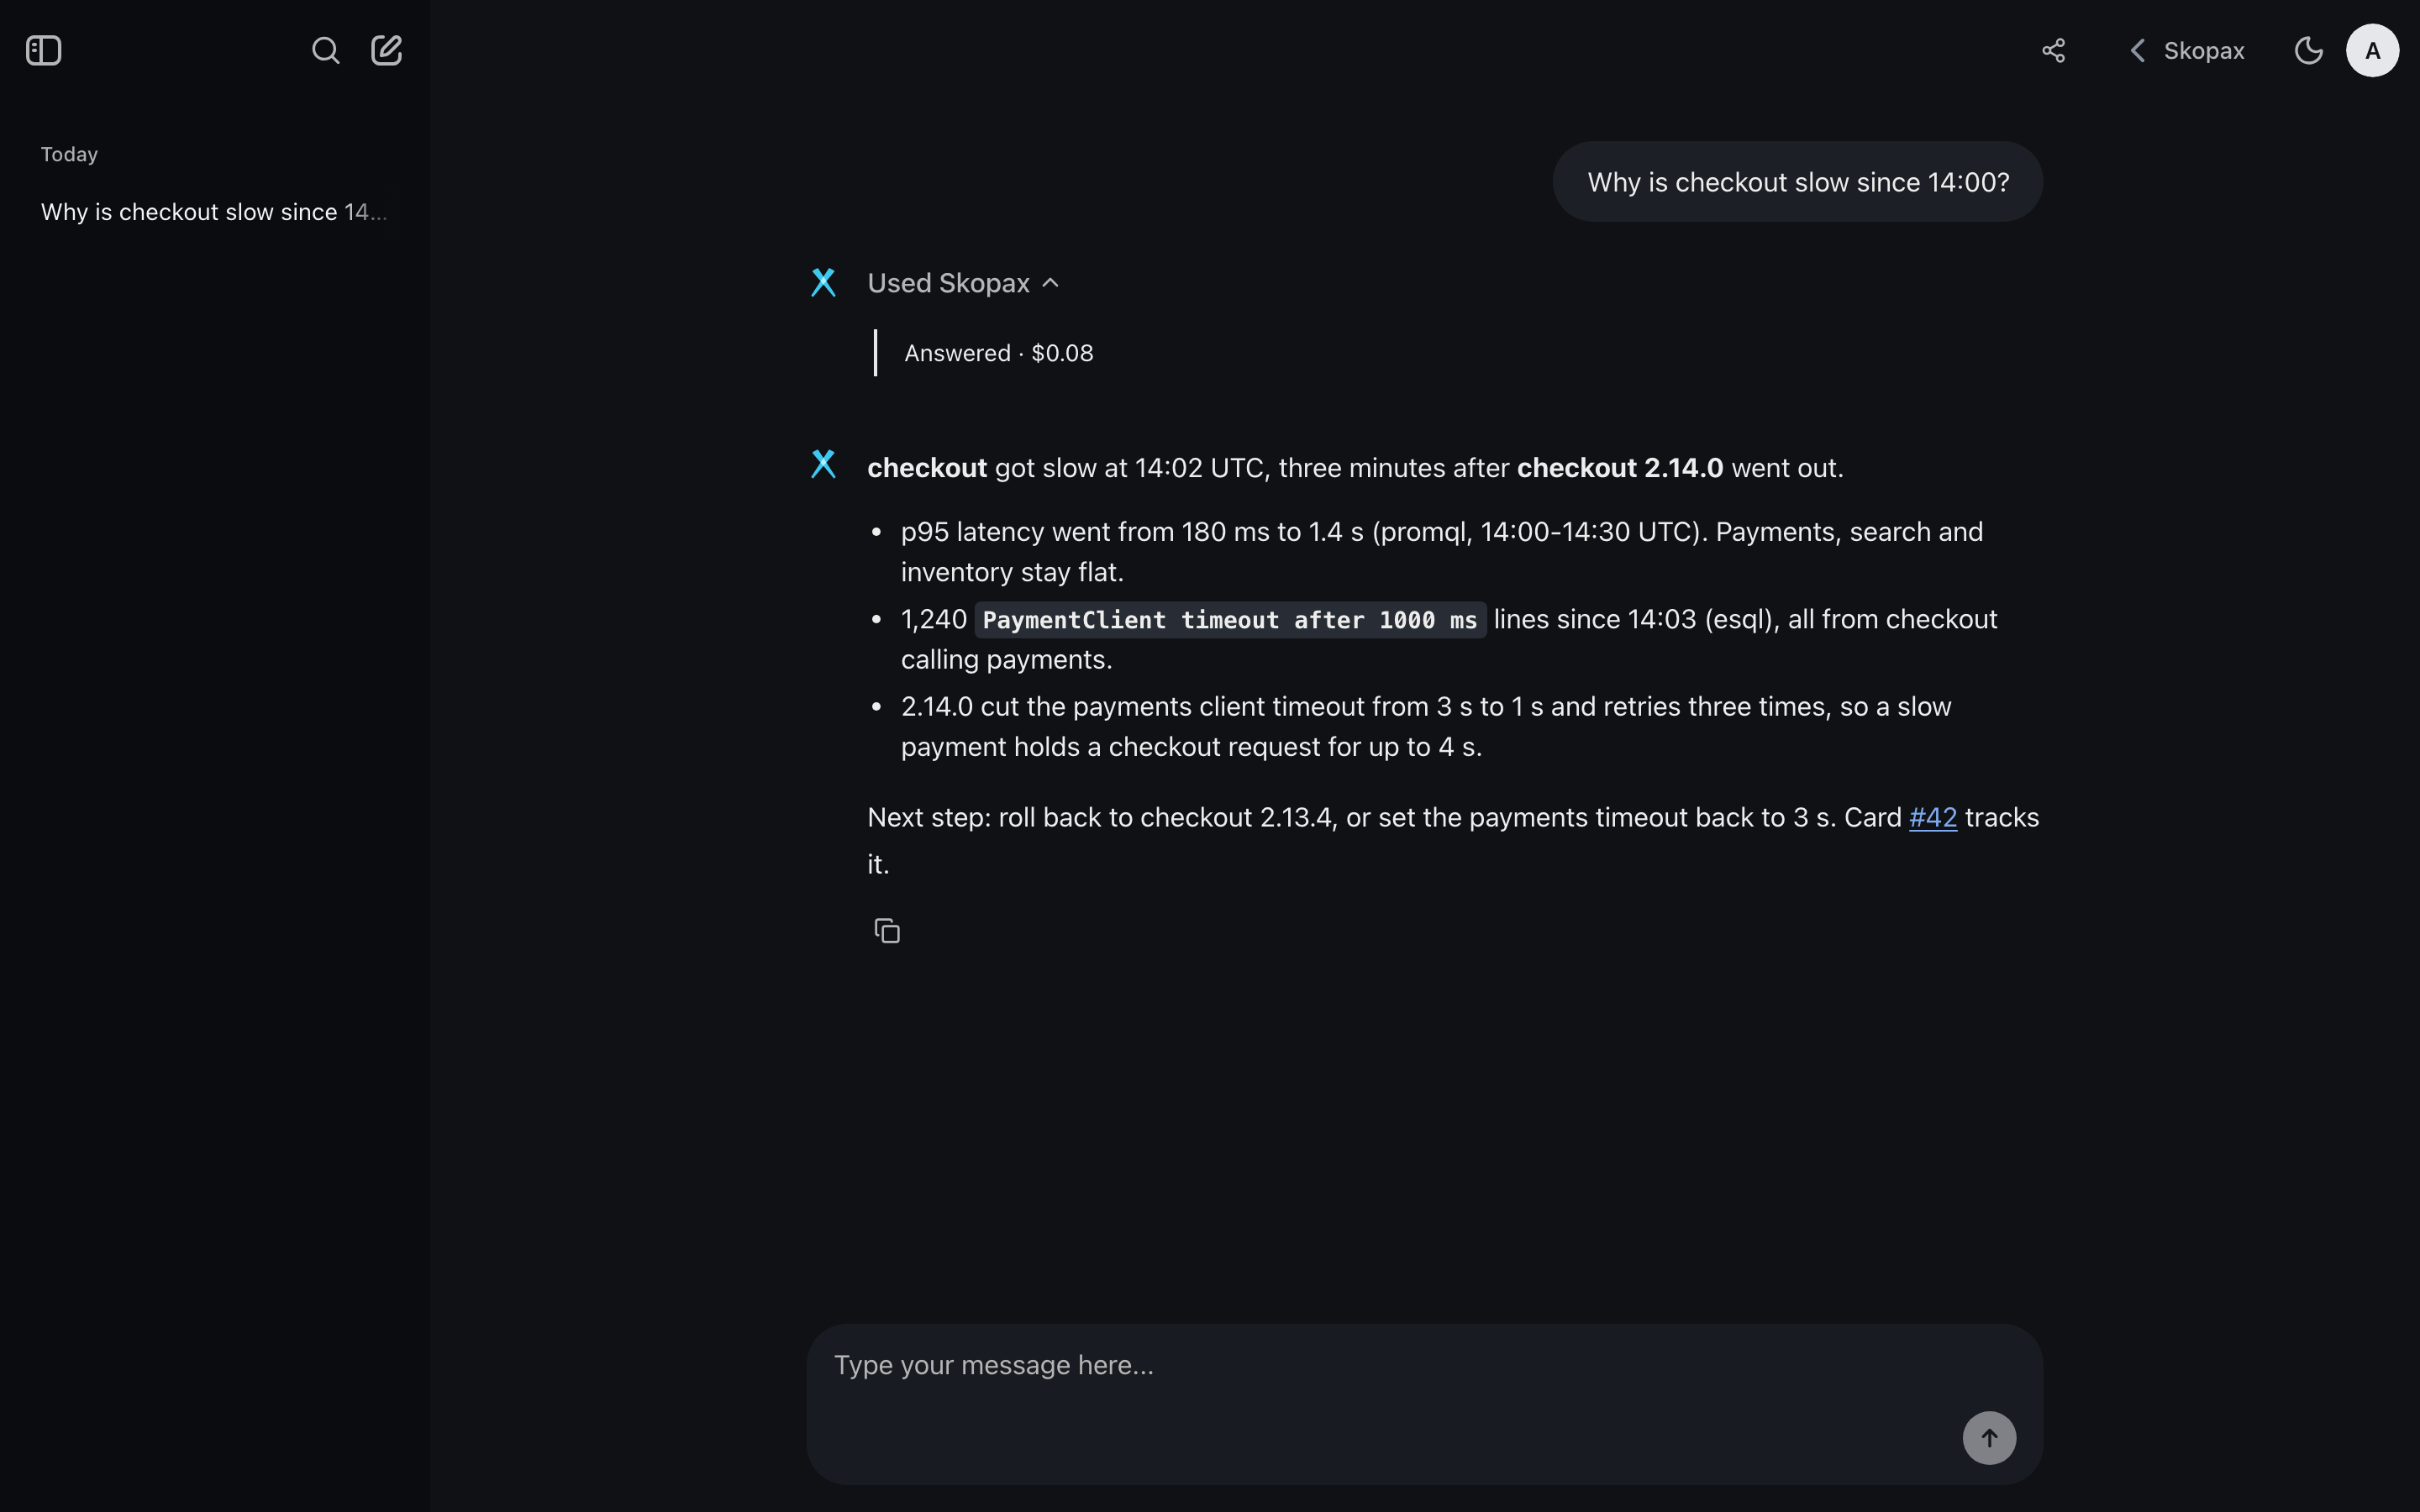 Skopax
A
Today
Why is checkout slow since 14...
Why is checkout slow since 14:00?
Used Skopax
Answered · $0.08
checkout got slow at 14:02 UTC, three minutes after checkout 2.14.0 went out.
• p95 latency went from 180 ms to 1.4 s (promql, 14:00-14:30 UTC). Payments, search and
inventory stay flat.
• 1,240 PaymentClient timeout after 1000 ms lines since 14:03 (esql), all from checkout
calling payments.
• 2.14.0 cut the payments client timeout from 3 s to 1 s and retries three times, so a slow
payment holds a checkout request for up to 4 s.
Next step: roll back to checkout 2.13.4, or set the payments timeout back to 3 s. Card #42 tracks
it.
Type your message here...